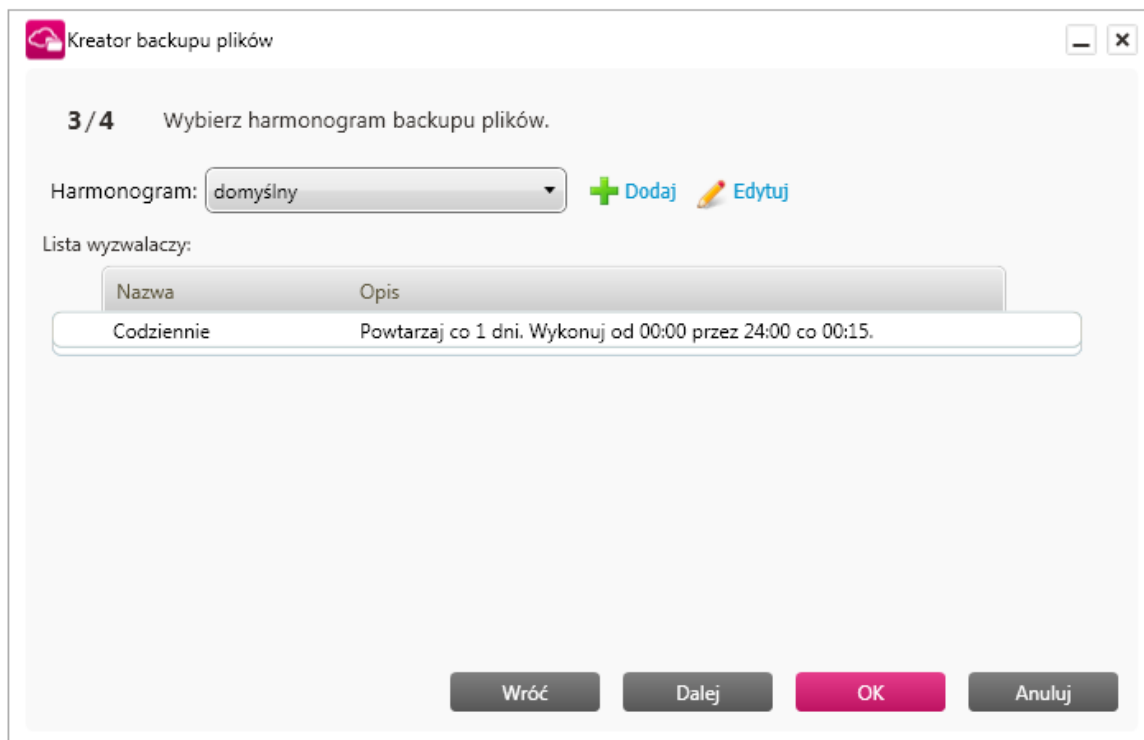 Kreator backupu plików
3/4 Wybierz harmonogram backupu plików.
Harmonogram: domyślny Dodaj Edytuj
Lista wyzwalaczy:
Nazwa Opis
Codziennie Powtarzaj co 1 dni. Wykonuj od 00:00 przez 24:00 co 00:15.
Wróć Dalej OK Anuluj